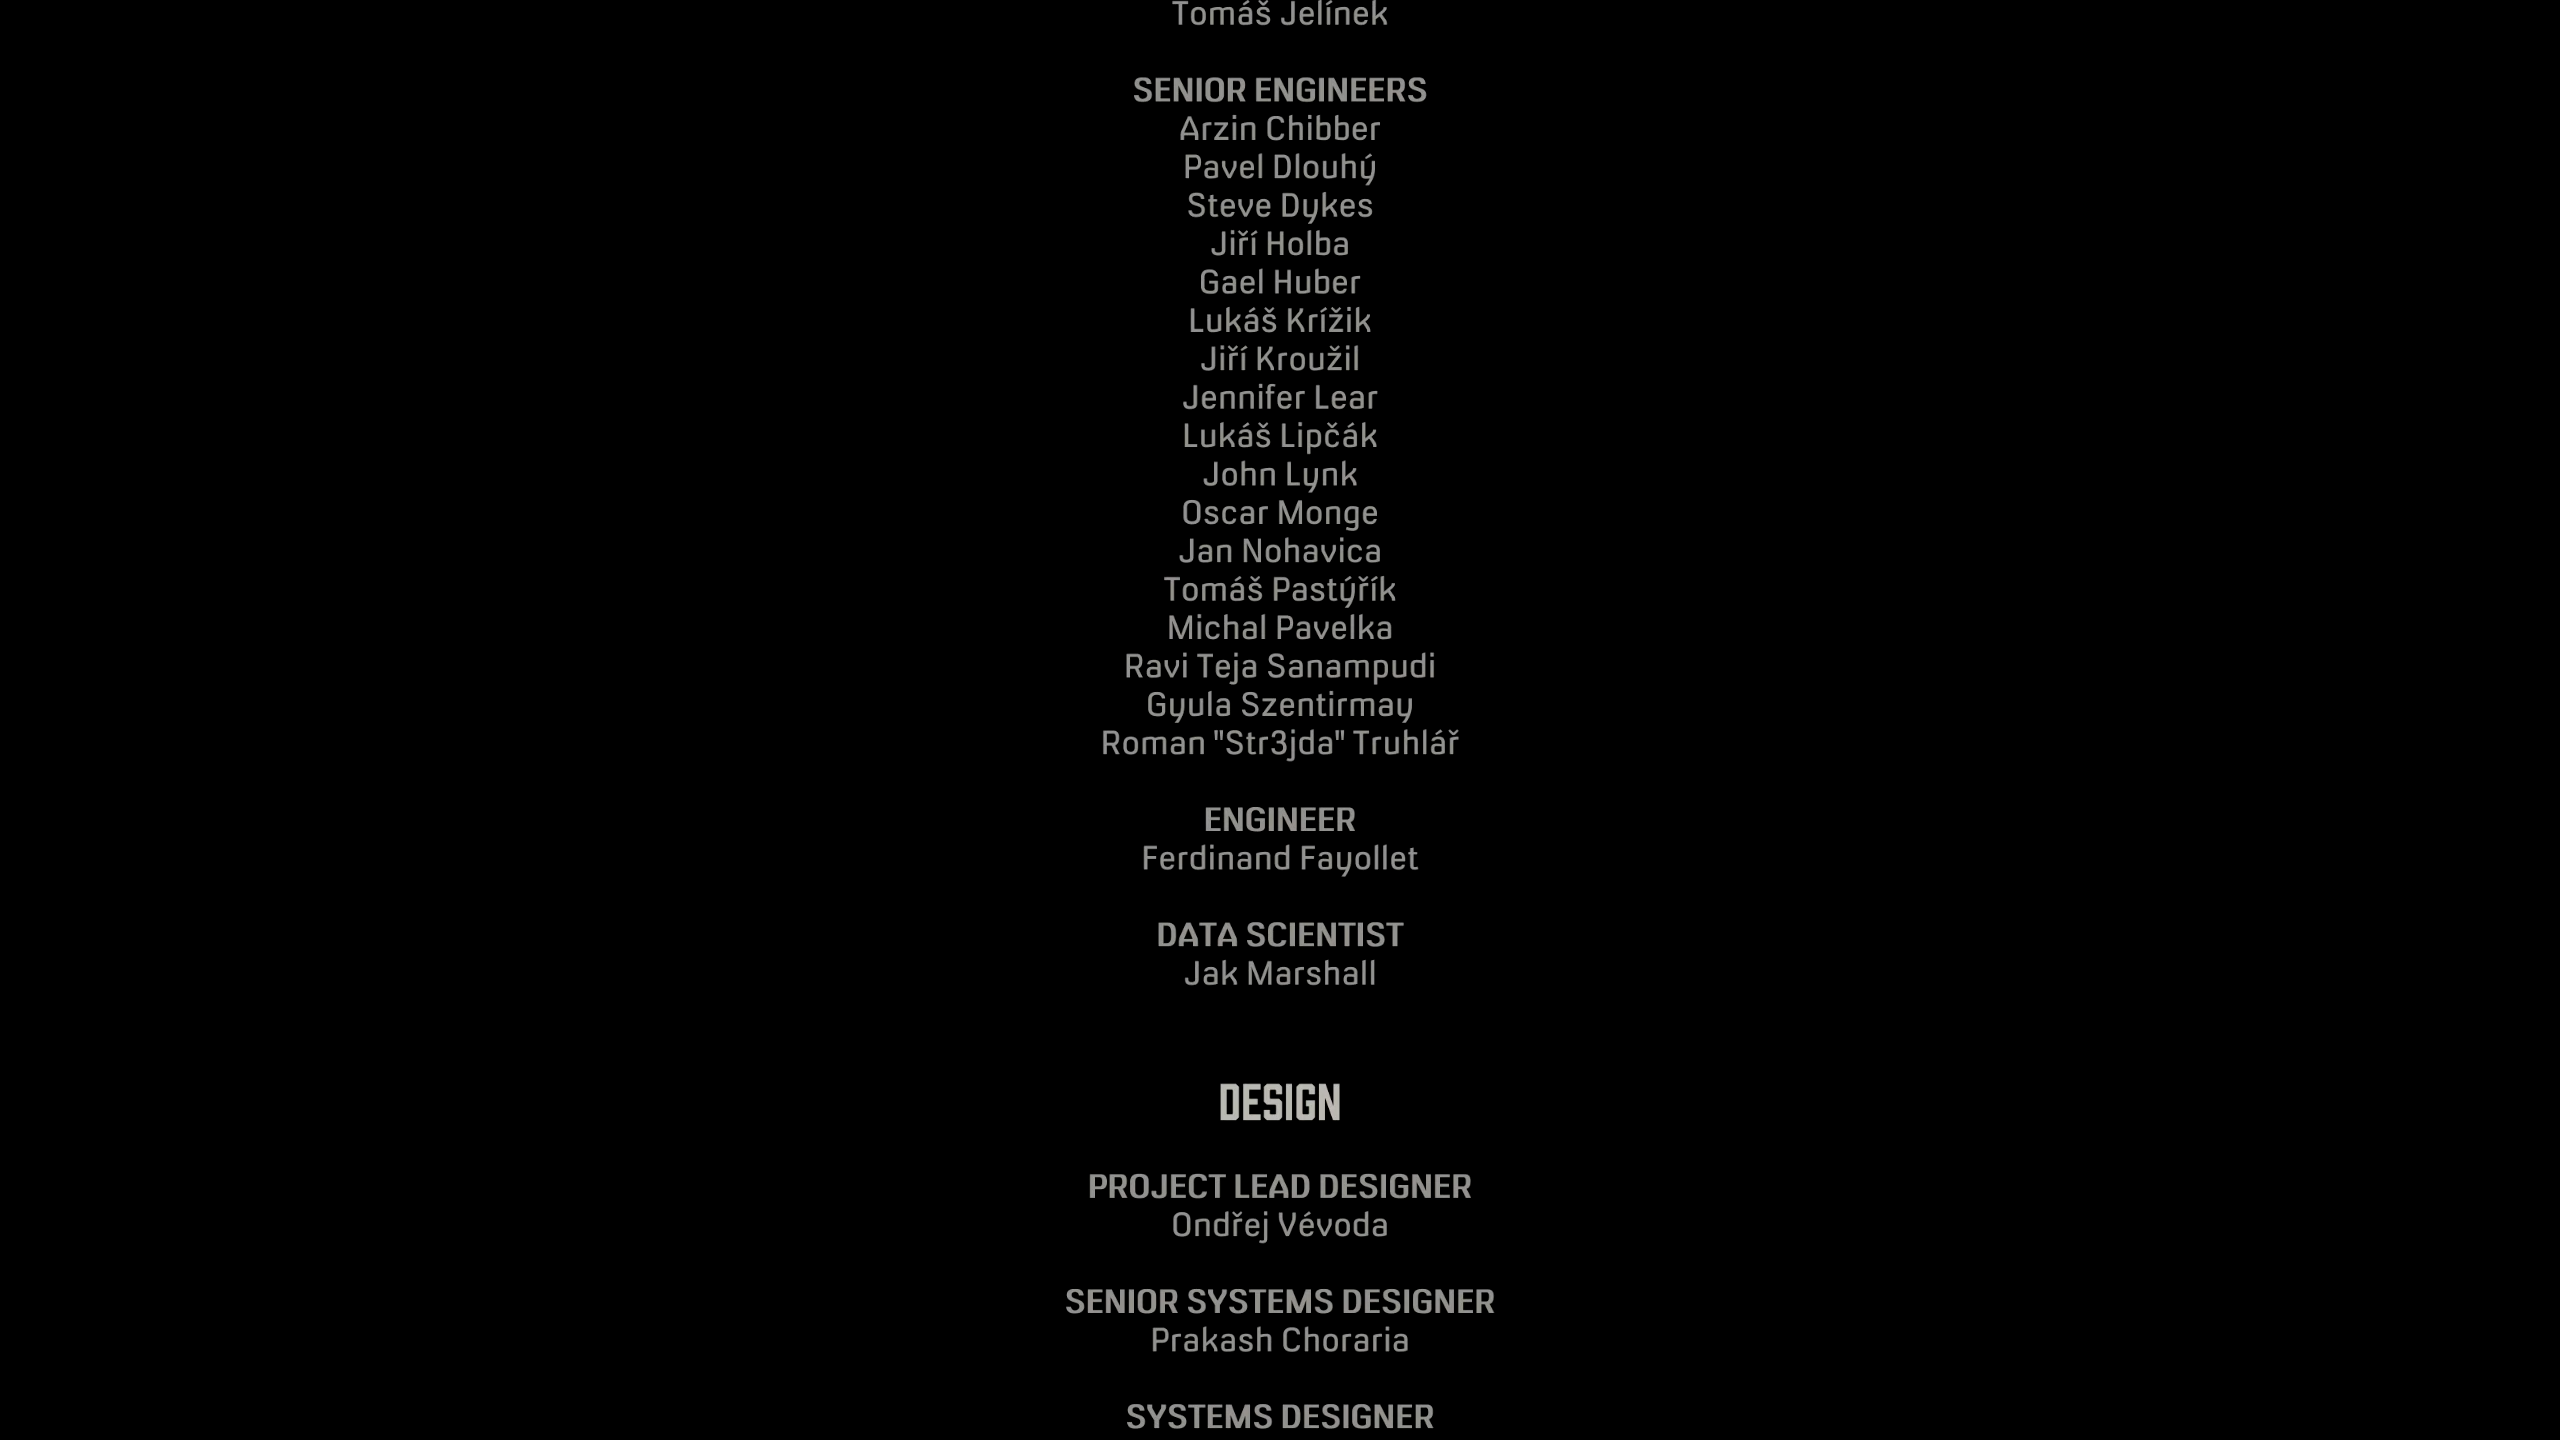 Tomáš Jelínek
SENIOR ENGINEERS
Arzin Chibber
Pavel Dlouhý
Steve Dykes
Jiří Holba
Gael Huber
Lukáš Krížik
Jiří Kroužil
Jennifer Lear
Lukáš Lipčák
John Lynk
Oscar Monge
Jan Nohavica
Tomáš Pastýřík
Michal Pavelka
Ravi Teja Sanampudi
Gyula Szentirmay
Roman "Str3jda" Truhlář
ENGINEER
Ferdinand Fayollet
DATA SCIENTIST
Jak Marshall
DESIGN
PROJECT LEAD DESIGNER
Ondřej Vévoda
SENIOR SYSTEMS DESIGNER
Prakash Choraria
SYSTEMS DESIGNER